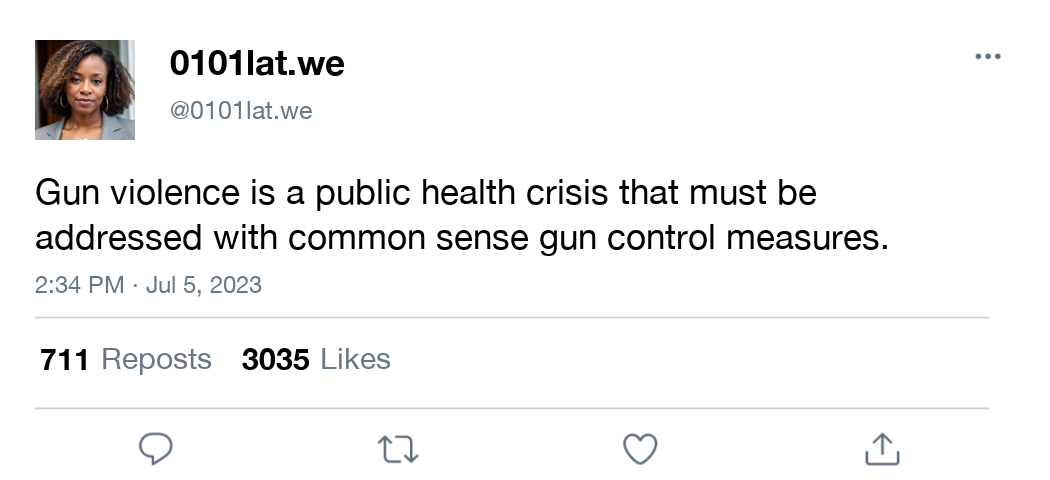 0101lat.we
@0101lat.we
Gun violence is a public health crisis that must be
addressed with common sense gun control measures.
2:34 PM · Jul 5, 2023
711 Reposts 3035 Likes